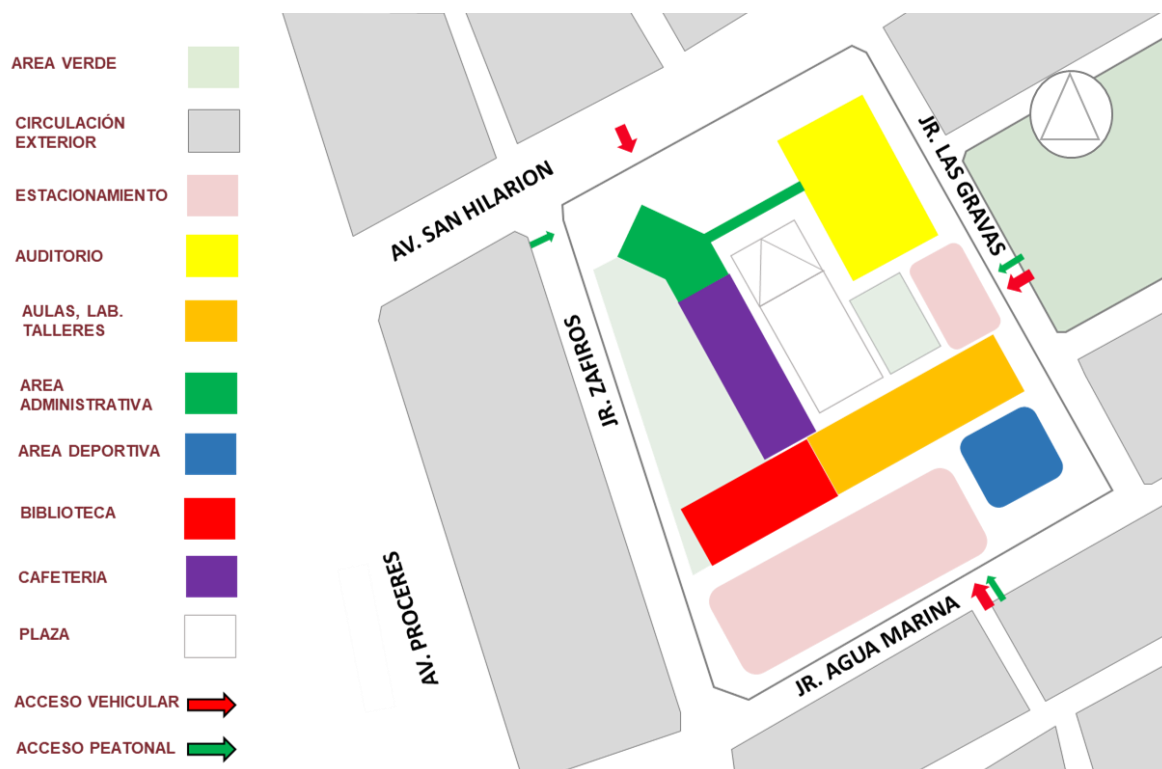 AREA VERDE
CIRCULACIÓN
EXTERIOR
ESTACIONAMIENTO
AUDITORIO
AULAS, LAB.
TALLERES
AREA
ADMINISTRATIVA
AREA DEPORTIVA
BIBLIOTECA
CAFETERIA
PLAZA
ACCESO VEHICULAR
ACCESO PEATONAL
AV. SAN HILARION
JR. LAS GRAVAS
JR. ZAFIROS
AV. PROCERES
JR. AGUA MARINA